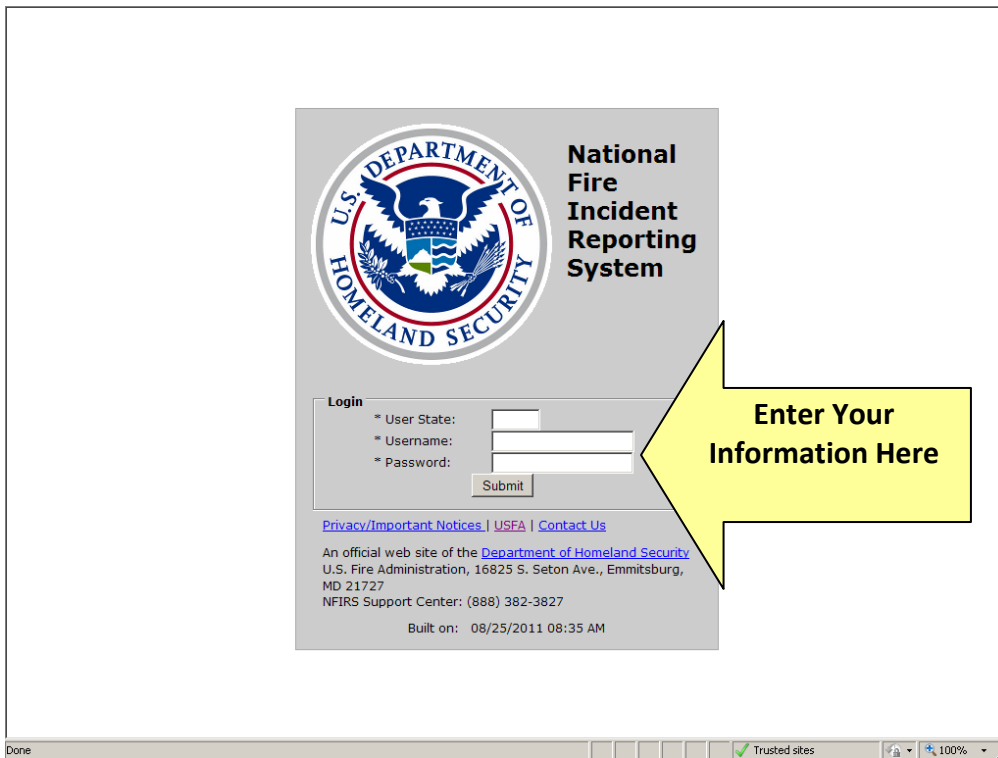 U.S. DEPARTMENT OF
HOMELAND SECURITY
National
Fire
Incident
Reporting
System
Login
* User State:
* Username:
* Password:
Submit
Enter Your
Information Here
Privacy/Important Notices | USFA | Contact Us
An official web site of the Department of Homeland Security
U.S. Fire Administration, 16825 S. Seton Ave., Emmitsburg,
MD 21727
NFIRS Support Center: (888) 382-3827
Built on: 08/25/2011 08:35 AM
Done
Trusted sites
100%